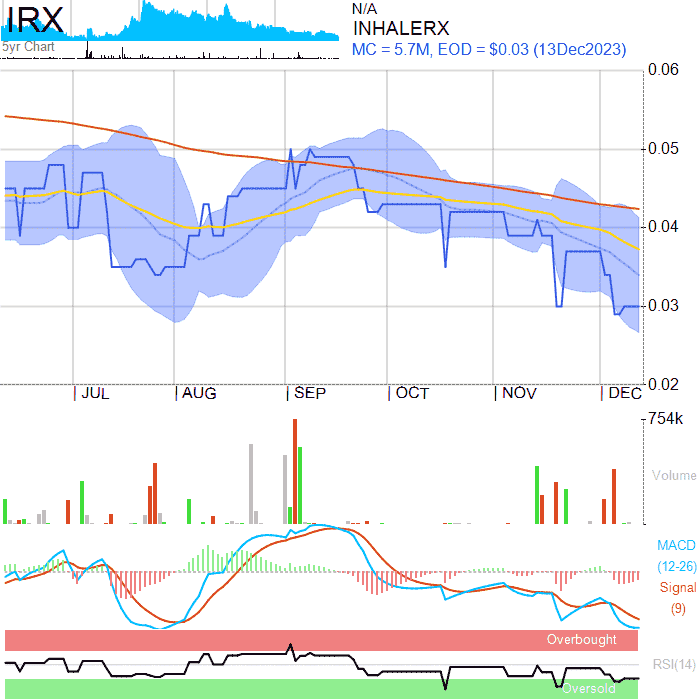 IRX
5yr Chart
N/A
INHALERX
MC = 5.7M, EOD = $0.03 (13Dec2023)
0.06
0.05
0.04
0.03
0.02
JUL AUG SEP OCT NOV DEC
754k
Volume
MACD
(12-26)
Signal
(9)
Overbought
RSI(14)
Oversold